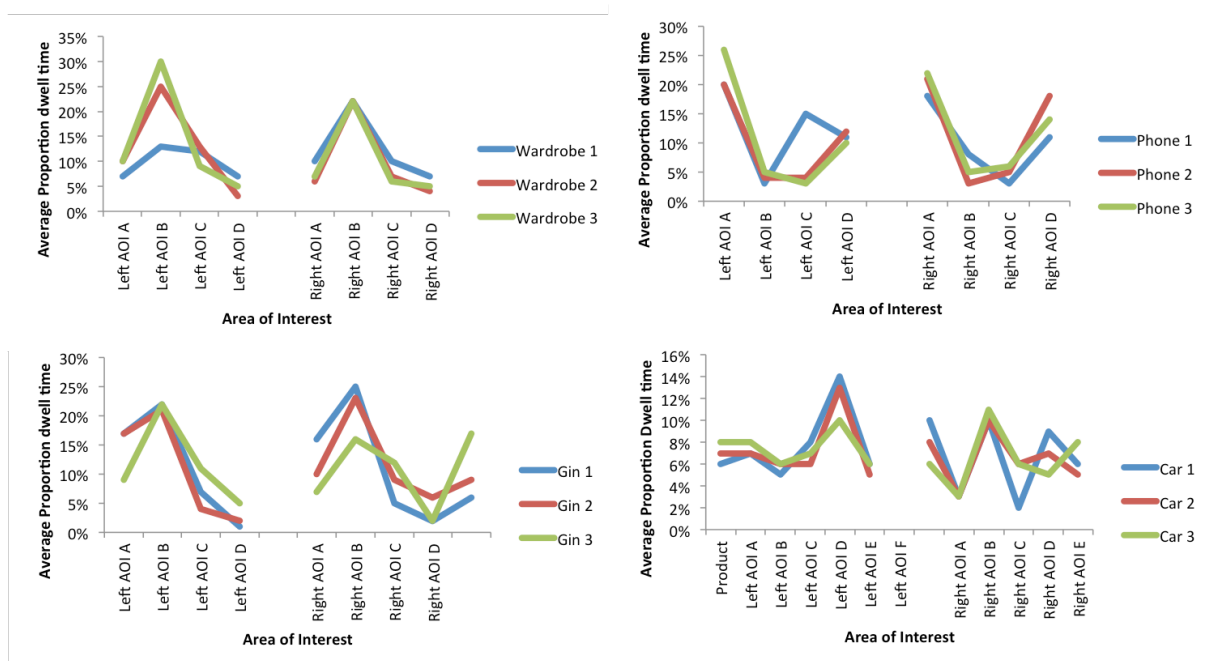 35%
30%
25%
20%
15%
10%
5%
0%
Average Proportion dwell time
Left AOI A
Left AOI B
Left AOI C
Left AOI D
Right AOI A
Right AOI B
Right AOI C
Right AOI D
Area of Interest
Wardrobe 1
Wardrobe 2
Wardrobe 3
30%
25%
20%
15%
10%
5%
0%
Average Proportion dwell time
Left AOI A
Left AOI B
Left AOI C
Left AOI D
Right AOI A
Right AOI B
Right AOI C
Right AOI D
Area of Interest
Phone 1
Phone 2
Phone 3
30%
25%
20%
15%
10%
5%
0%
Average Proportion dwell time
Left AOI A
Left AOI B
Left AOI C
Left AOI D
Right AOI A
Right AOI B
Right AOI C
Right AOI D
Area of Interest
Gin 1
Gin 2
Gin 3
16%
14%
12%
10%
8%
6%
4%
2%
0%
Average Proportion Dwell time
Product
Left AOI A
Left AOI B
Left AOI C
Left AOI D
Left AOI E
Left AOI F
Right AOI A
Right AOI B
Right AOI C
Right AOI D
Right AOI E
Area of Interest
Car 1
Car 2
Car 3